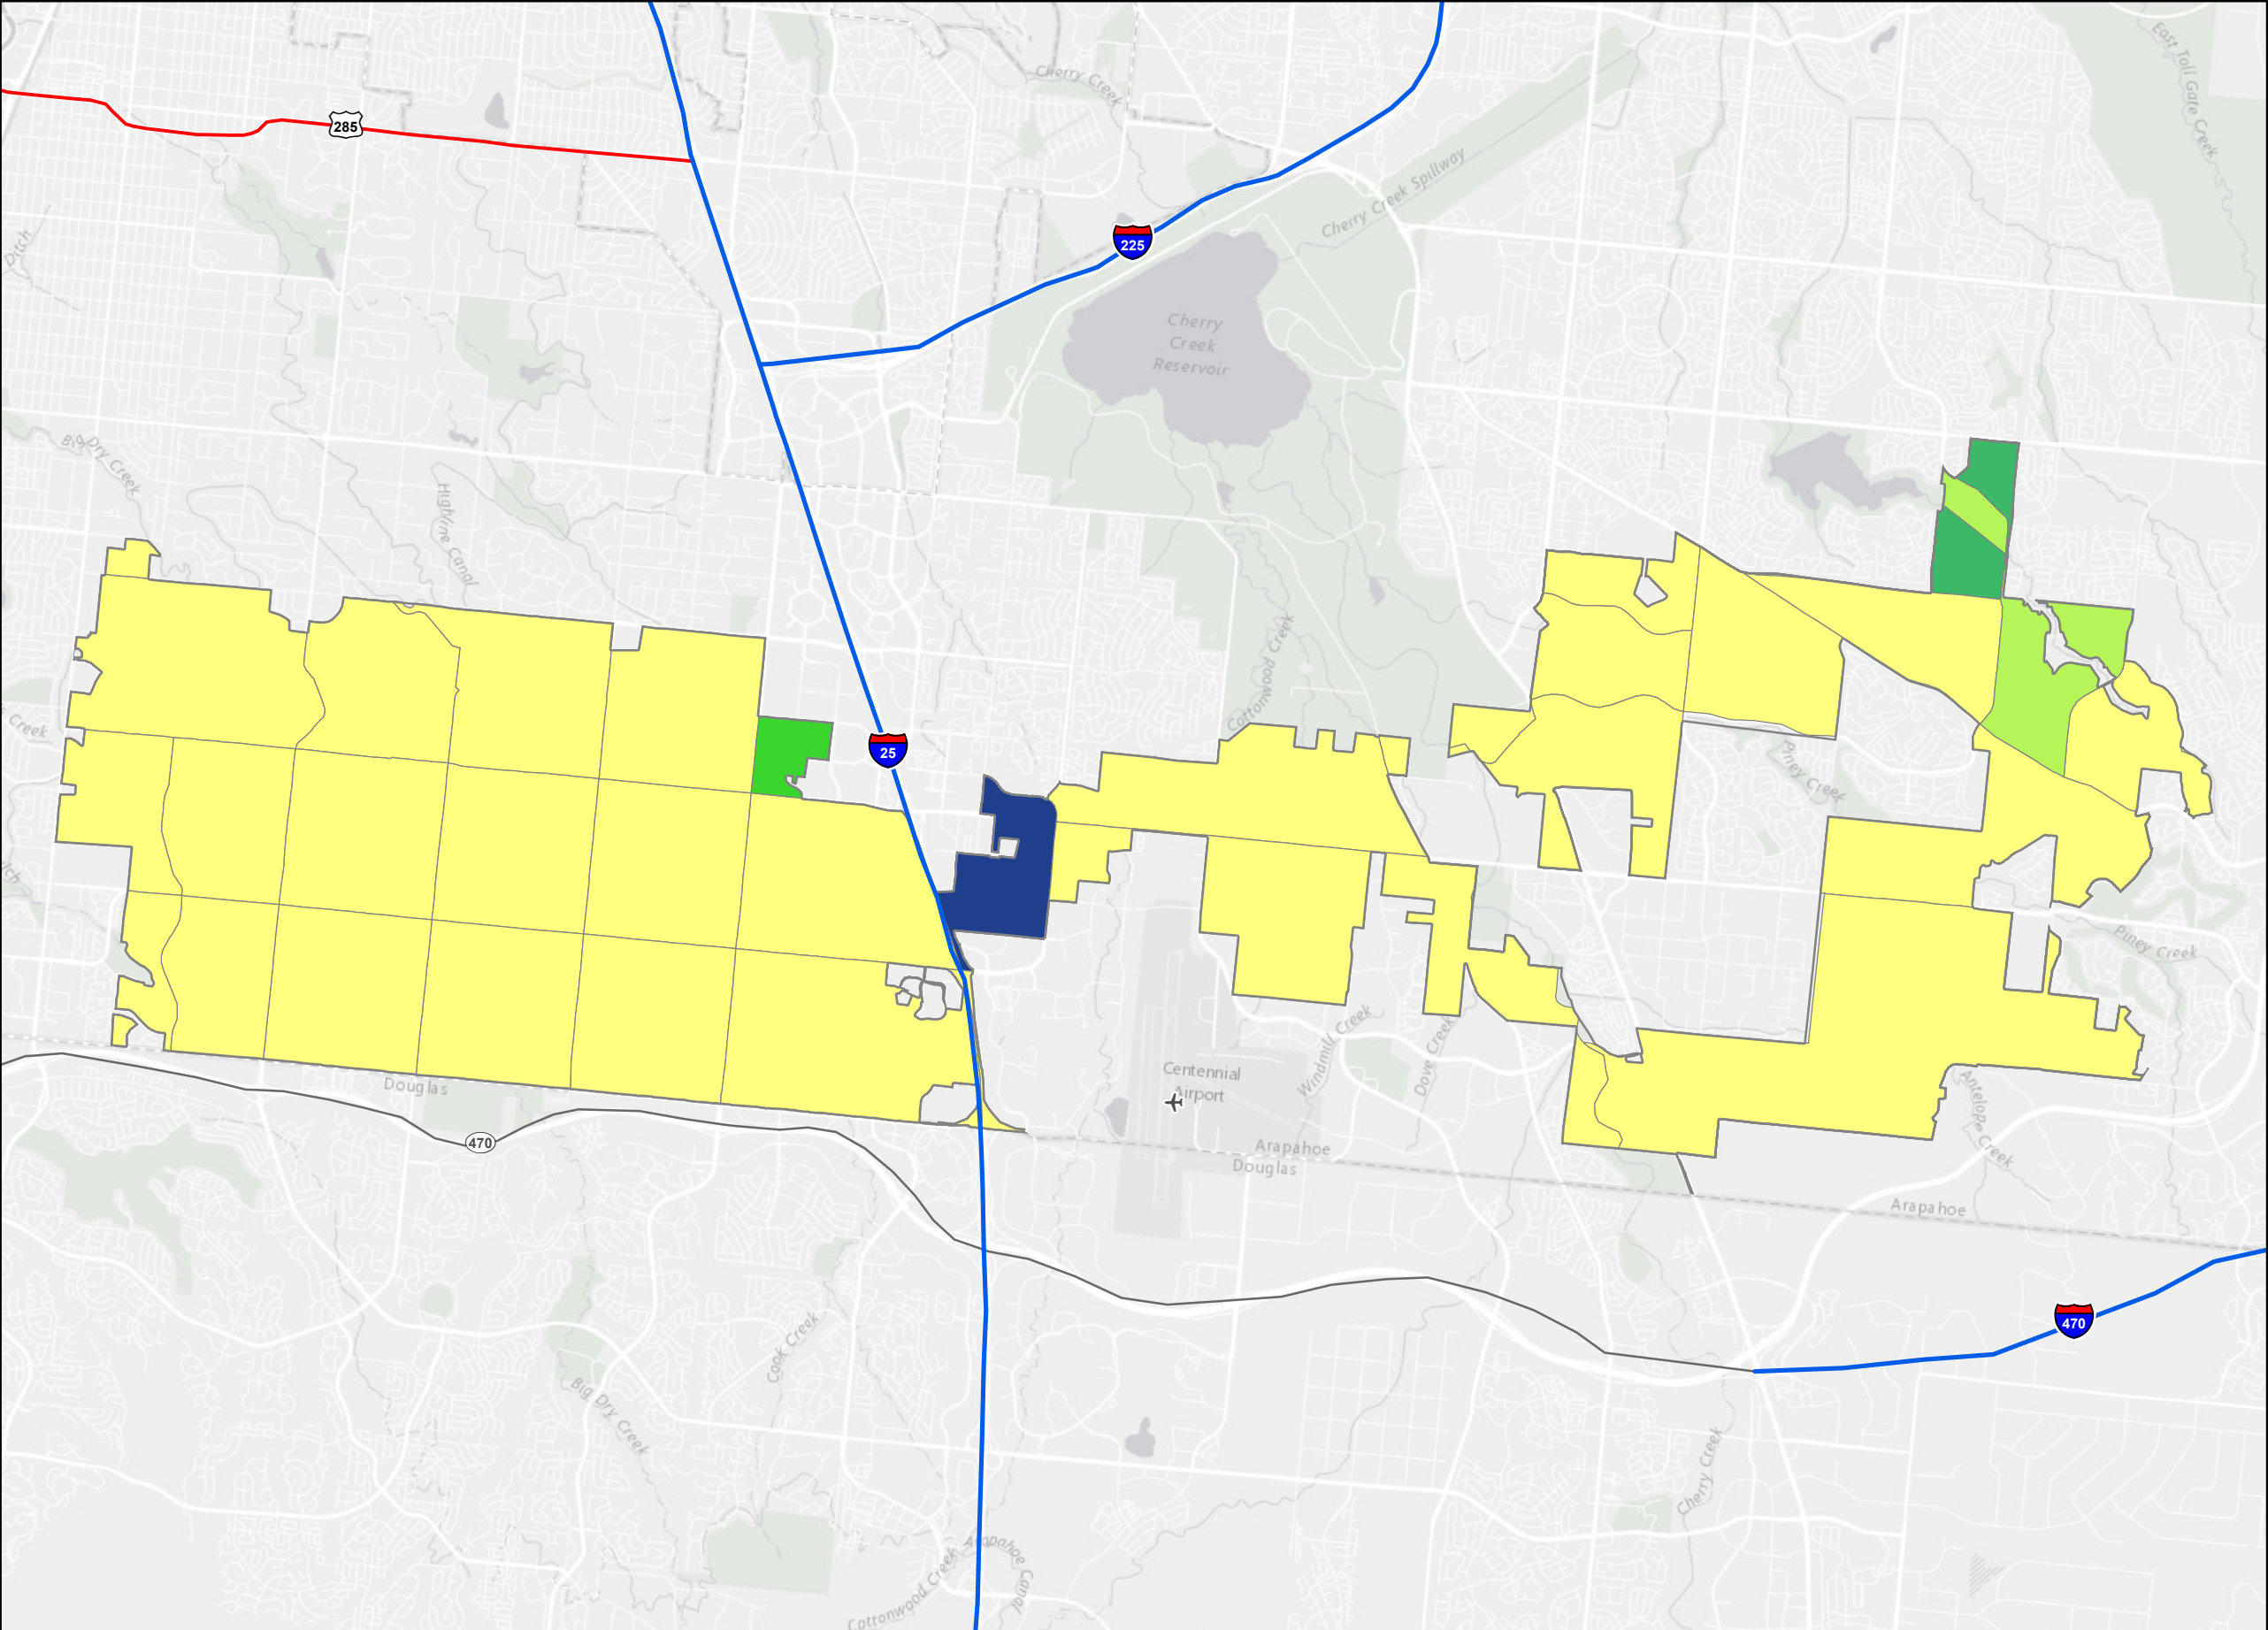 East Toll Gate Creek
Cherry Creek
285
Cherry Creek Spillway
225
Ditch
Cherry
Creek
Reservoir
Dry Creek
Highline Canal
Cottonwood Creek
Creek
25
Piney Creek
Piney Creek
Windmill Creek
Dove Creek
Centennial
Airport
Douglas
Antelope Creek
470
Arapahoe
Douglas
Arapahoe
470
Cook Creek
Big Dry Creek
Cherry Creek
Arapahoe Canal
Cottonwood Creek